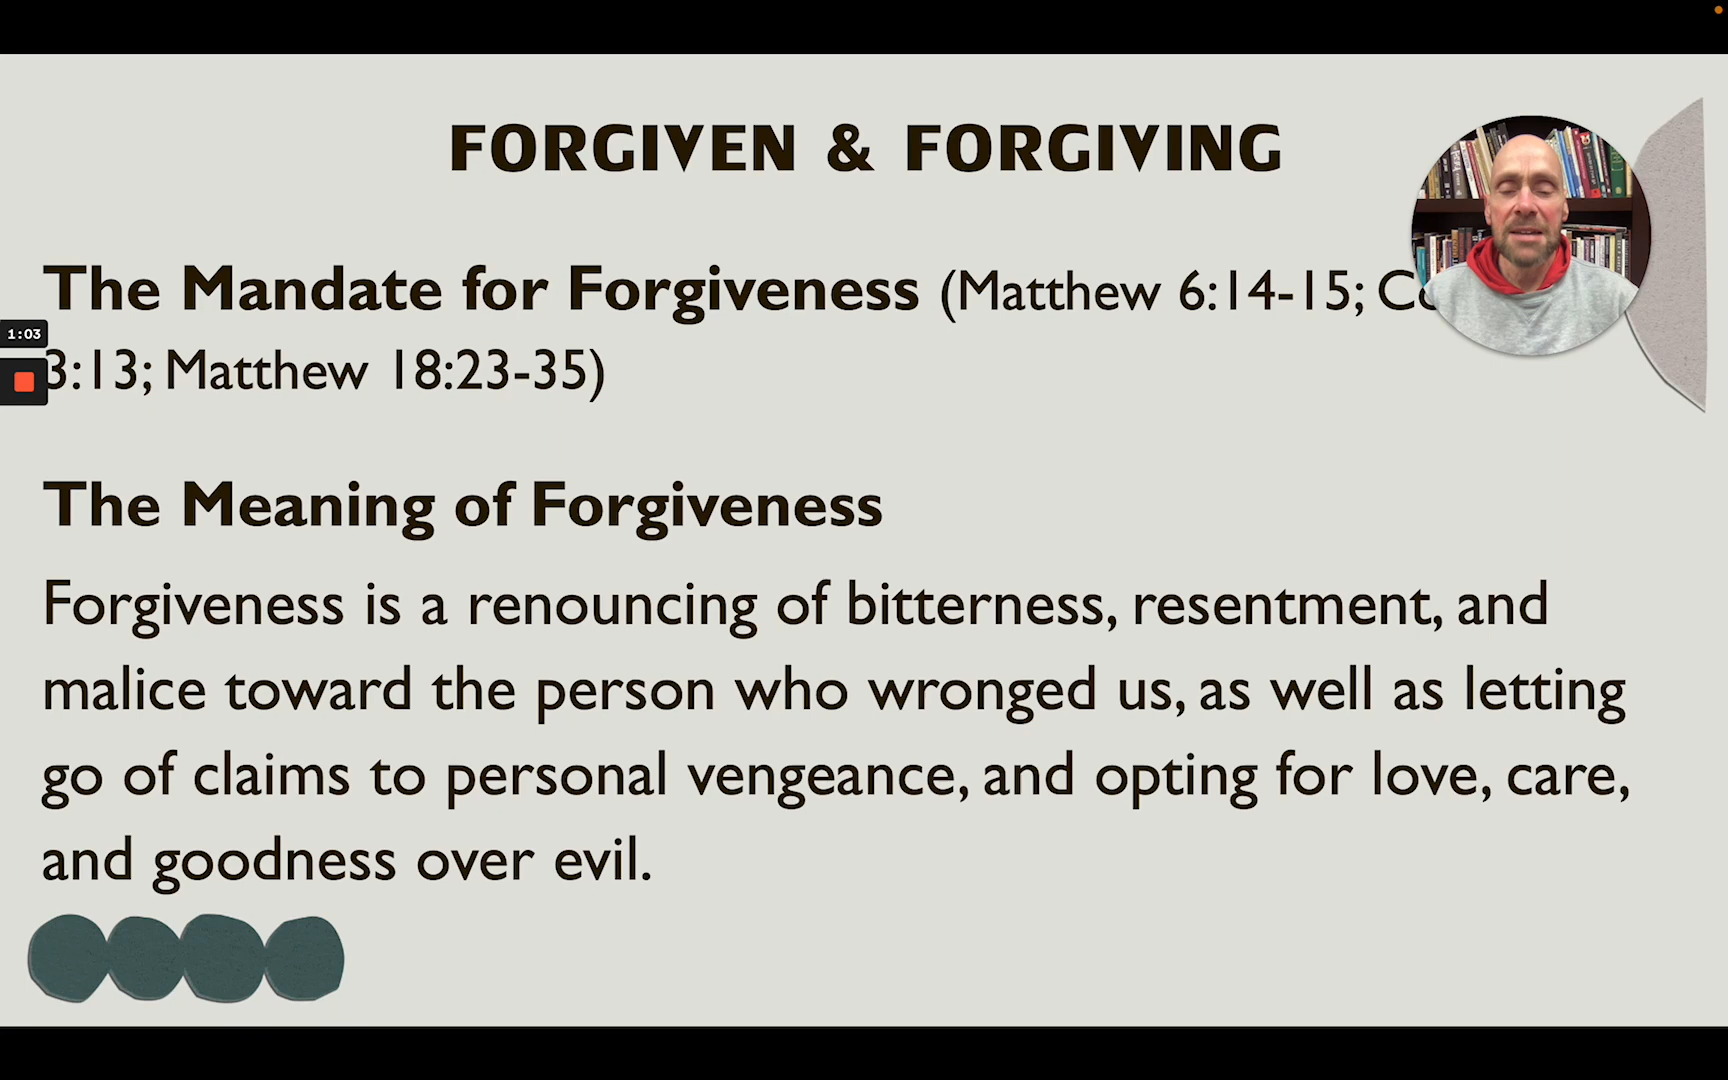 FORGIVEN & FORGIVING
The Mandate for Forgiveness (Matthew 6:14-15;
1:03
3:13; Matthew 18:23-35)
The Meaning of Forgiveness
Forgiveness is a renouncing of bitterness, resentment, and
malice toward the person who wronged us, as well as letting
go of claims to personal vengeance, and opting for love, care,
and goodness over evil.